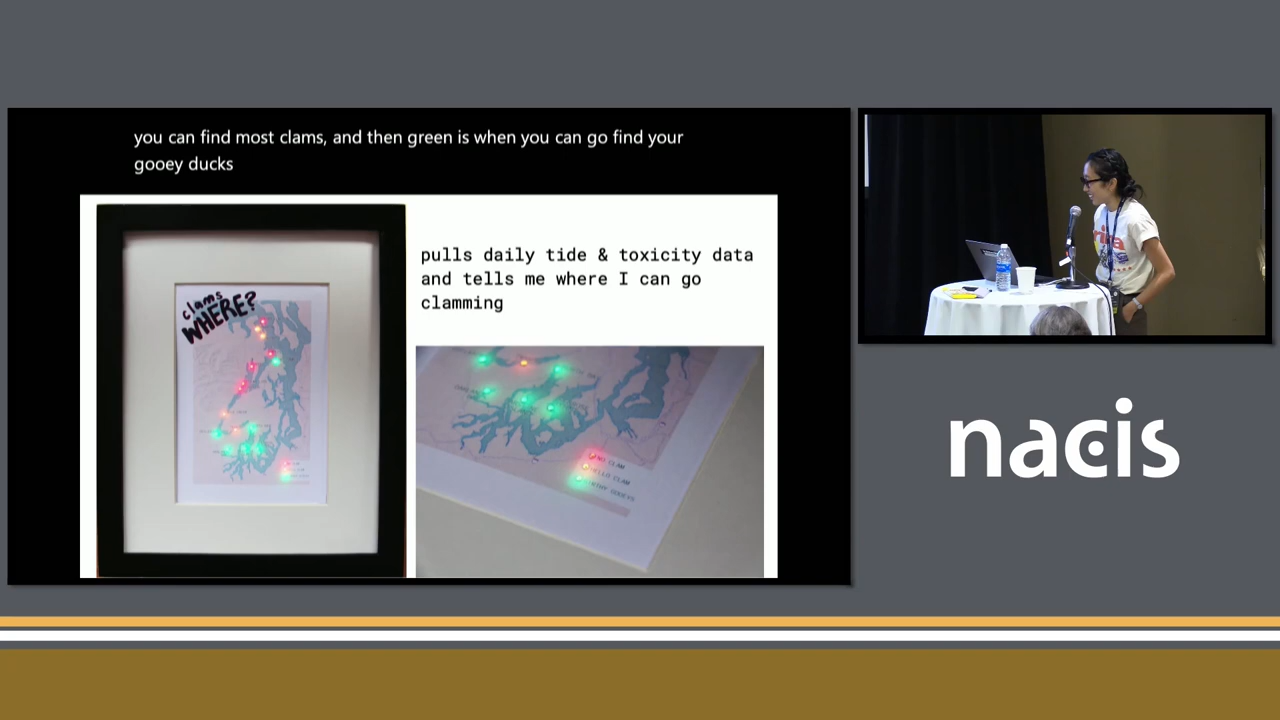 you can find most clams, and then green is when you can go find your
gooey ducks
clams
WHERE?
pulls daily tide & toxicity data
and tells me where I can go
clamming
nacis